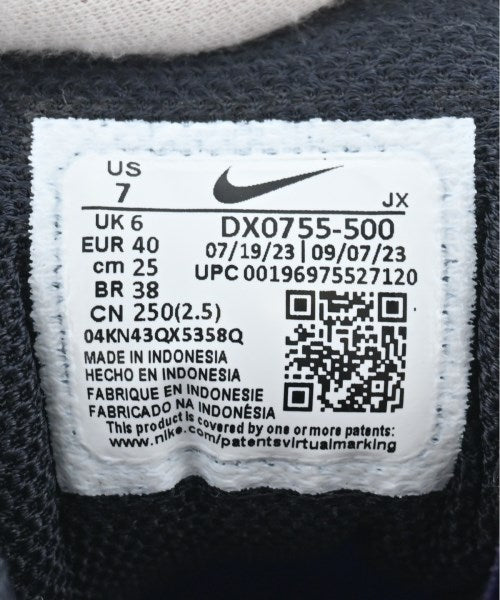 US
7
JX
UK 6
DX0755-500
EUR 40
07/19/23 | 09/07/23
cm 25
UPC 00196975527120
BR 38
CN 250(2.5)
04KN43QX5358Q
MADE IN INDONESIA
HECHO EN INDONESIA
FABRIQUE EN INDONESIE
FABRICADO NA INDONÉSIA
This product is covered by one or more patents:
www.nike.com/patentsvirtualmarking